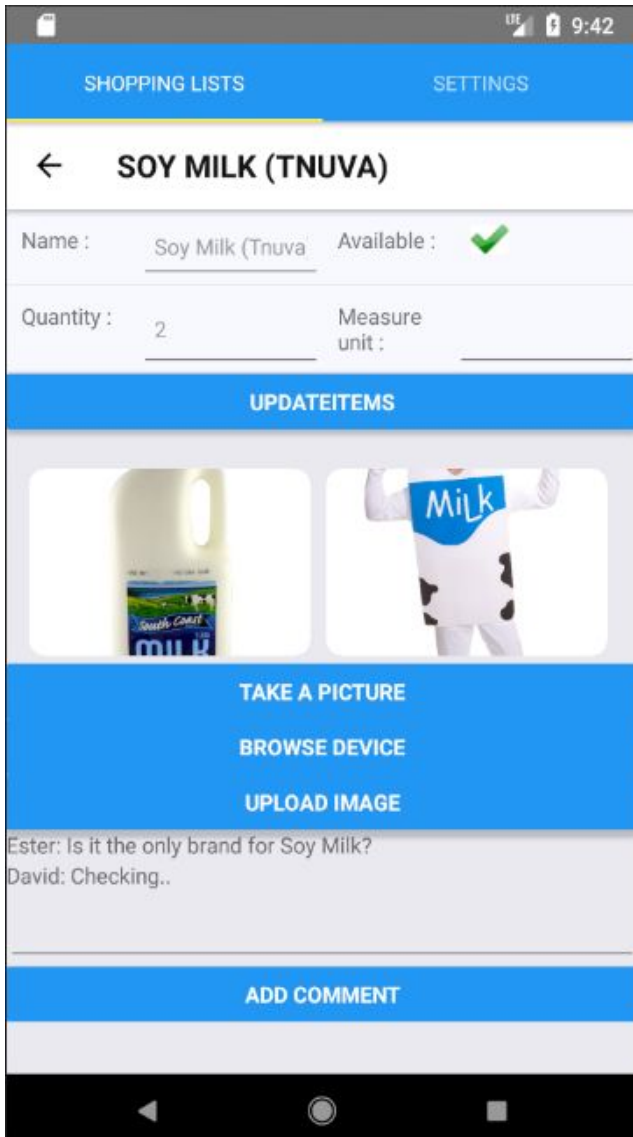 LTE 9:42
SHOPPING LISTS SETTINGS
SOY MILK (TNUVA)
Name : Soy Milk (Tnuva Available :
Quantity : 2 Measure
unit :
UPDATEITEMS
South Coast
MILK
MiLk
TAKE A PICTURE
BROWSE DEVICE
UPLOAD IMAGE
Ester: Is it the only brand for Soy Milk?
David: Checking..
ADD COMMENT